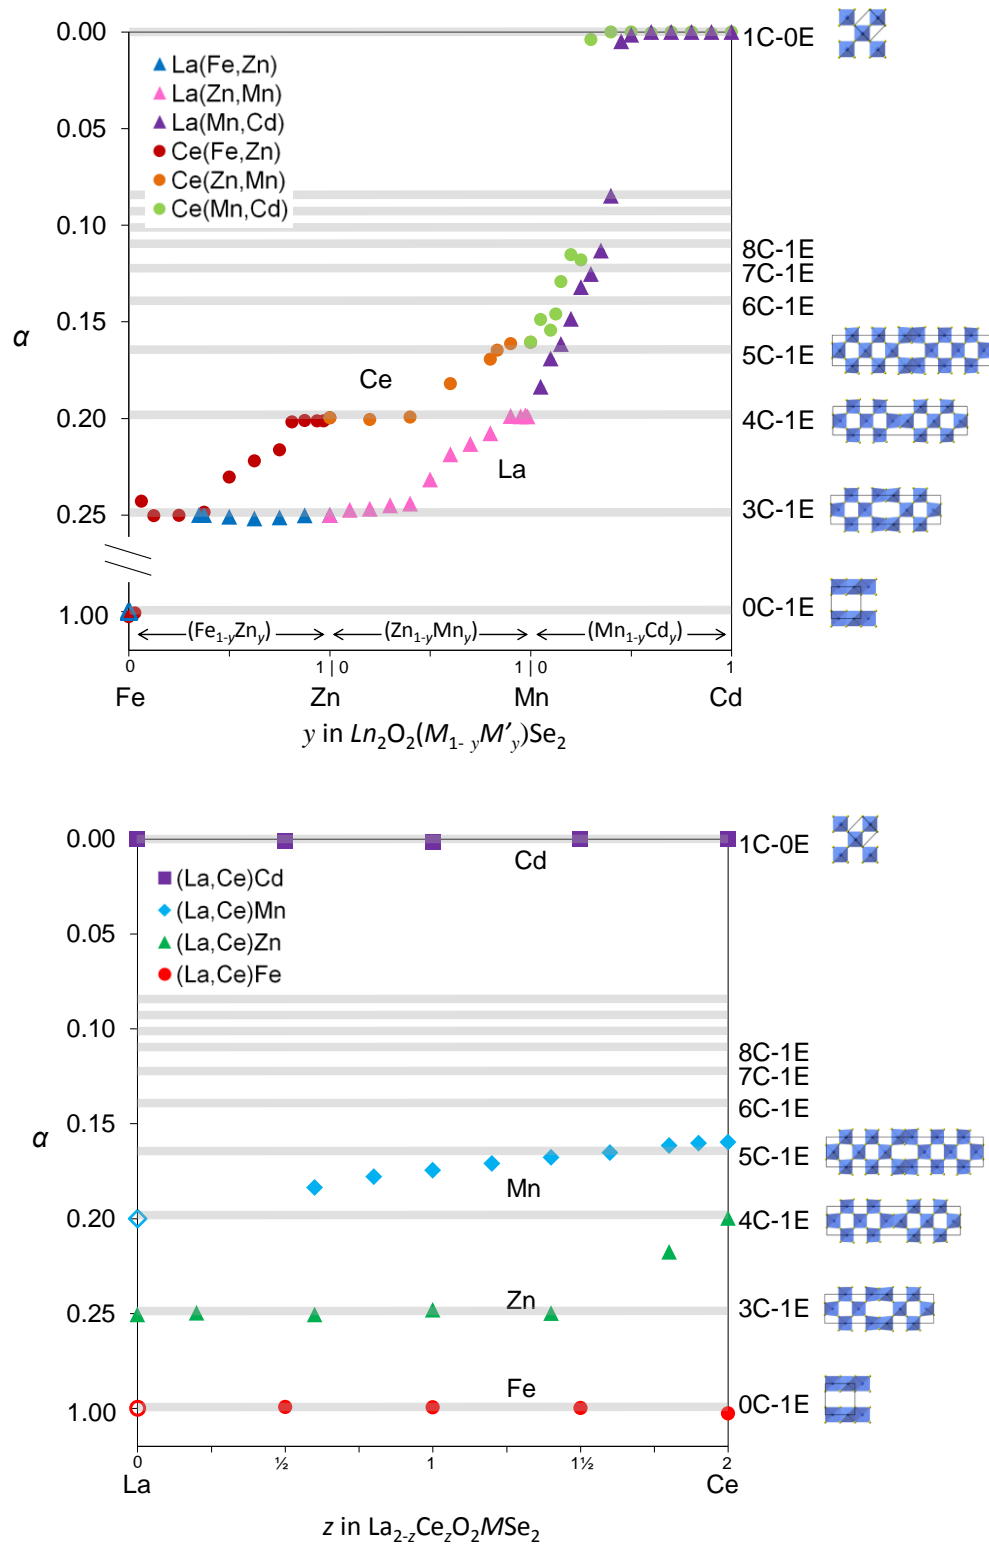 0.00
0.05
0.10
0.15
0.20
0.25
1.00
α
La(Fe,Zn)
La(Zn,Mn)
La(Mn,Cd)
Ce(Fe,Zn)
Ce(Zn,Mn)
Ce(Mn,Cd)
Ce
La
1C-0E
8C-1E
7C-1E
6C-1E
5C-1E
4C-1E
3C-1E
0C-1E
(Fe₁₋yZny) (Zn₁₋yMny) (Mn₁₋yCdy)
0 1 | 0 1 | 0 1
Fe Zn Mn Cd
y in Ln₂O₂(M₁₋ yM'y)Se₂
0.00
0.05
0.10
0.15
0.20
0.25
1.00
α
Cd
(La,Ce)Cd
(La,Ce)Mn
(La,Ce)Zn
(La,Ce)Fe
Mn
Zn
Fe
1C-0E
8C-1E
7C-1E
6C-1E
5C-1E
4C-1E
3C-1E
0C-1E
0 ½ 1 1½ 2
La Ce
z in La₂₋zCezO₂MSe₂